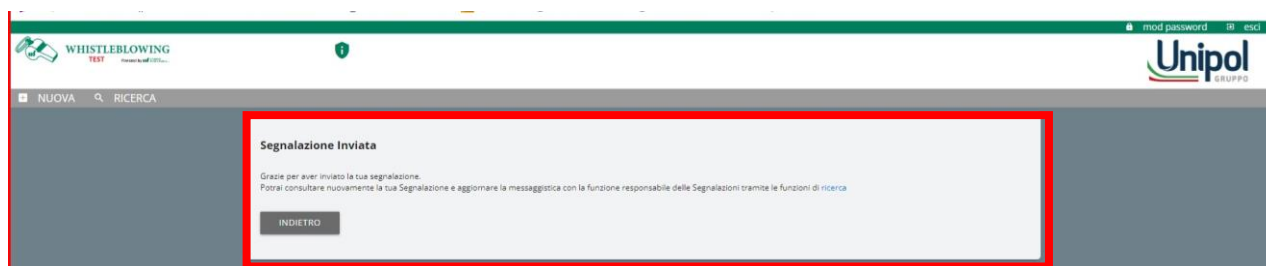 mod password esci
WHISTLEBLOWING
TEST
Unipol
GRUPPO
NUOVA RICERCA
Segnalazione Inviata
Grazie per aver inviato la tua segnalazione.
Potrai consultare nuovamente la tua Segnalazione e aggiornare la messaggistica con la funzione responsabile delle Segnalazioni tramite le funzioni di ricerca
INDIETRO